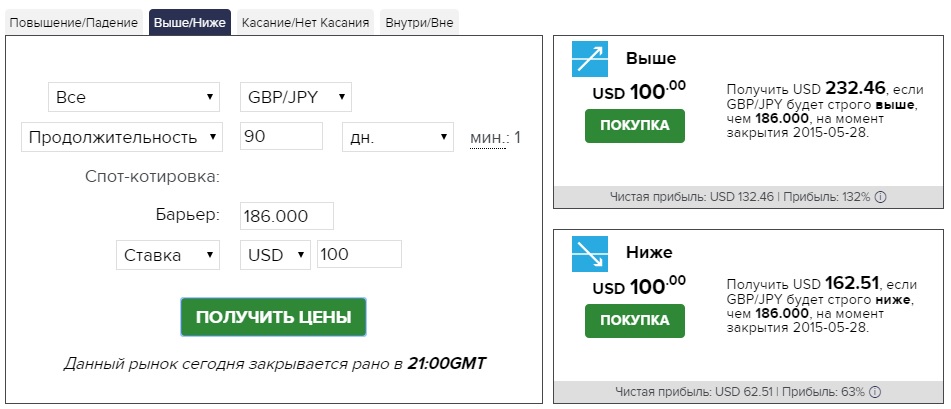 Повышение/Падение
Выше/Ниже
Касание/Нет Касания
Внутри/Вне
Все
GBP/JPY
Продолжительность
90
дн.
мин.: 1
Спот-котировка:
Барьер:
186.000
Ставка
USD
100
ПОЛУЧИТЬ ЦЕНЫ
Данный рынок сегодня закрывается рано в 21:00GMT
Выше
USD 100.00
ПОКУПКА
Получить USD 232.46, если
GBP/JPY будет строго выше,
чем 186.000, на момент
закрытия 2015-05-28.
Чистая прибыль: USD 132.46 | Прибыль: 132%
Ниже
USD 100.00
ПОКУПКА
Получить USD 162.51, если
GBP/JPY будет строго ниже,
чем 186.000, на момент
закрытия 2015-05-28.
Чистая прибыль: USD 62.51 | Прибыль: 63%